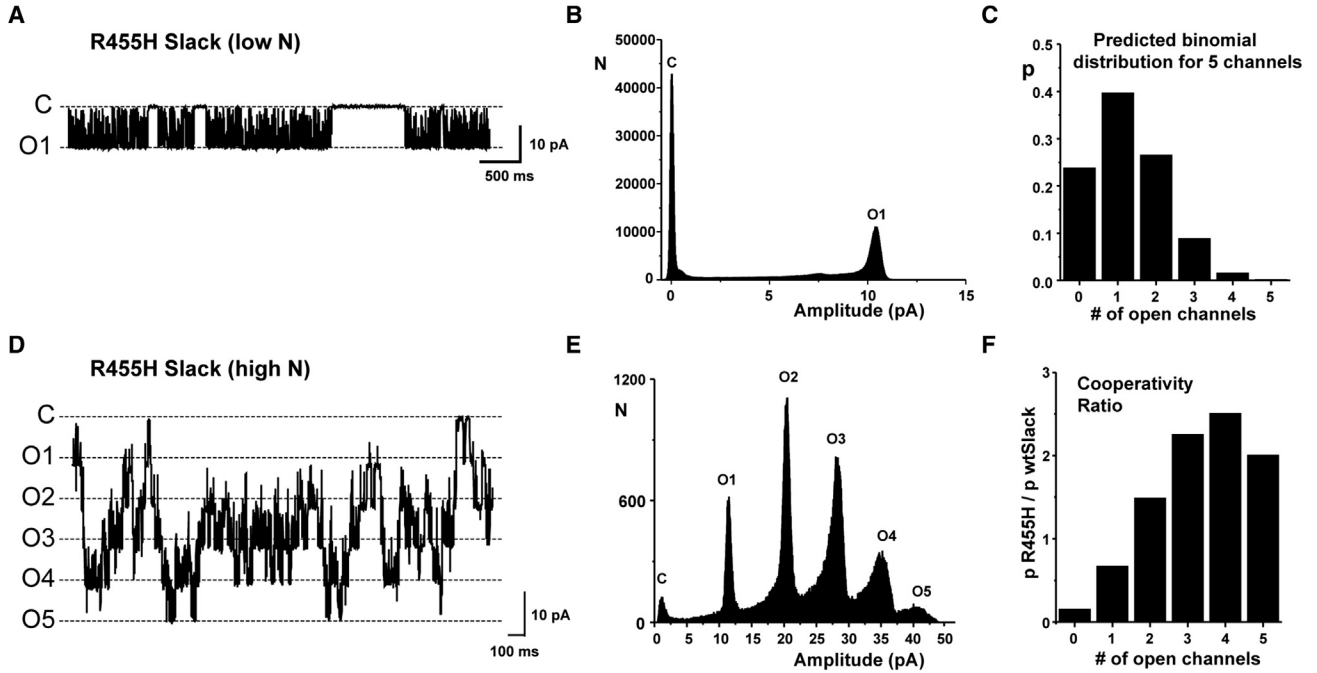 A
R455H Slack (low N)
C
O1
10 pA
500 ms
B
N
50000
40000
30000
20000
10000
0
C
O1
0 5 10 15
Amplitude (pA)
C
Predicted binomial
distribution for 5 channels
p
0.5
0.4
0.3
0.2
0.1
0.0
0 1 2 3 4 5
# of open channels
D
R455H Slack (high N)
C
O1
O2
O3
O4
O5
10 pA
100 ms
E
N
1200
600
0
C
O1
O2
O3
O4
O5
0 5 10 15 20 25 30 35 40 45 50
Amplitude (pA)
F
Cooperativity
Ratio
p R455H / p wtSlack
3
2
1
0
0 1 2 3 4 5
# of open channels